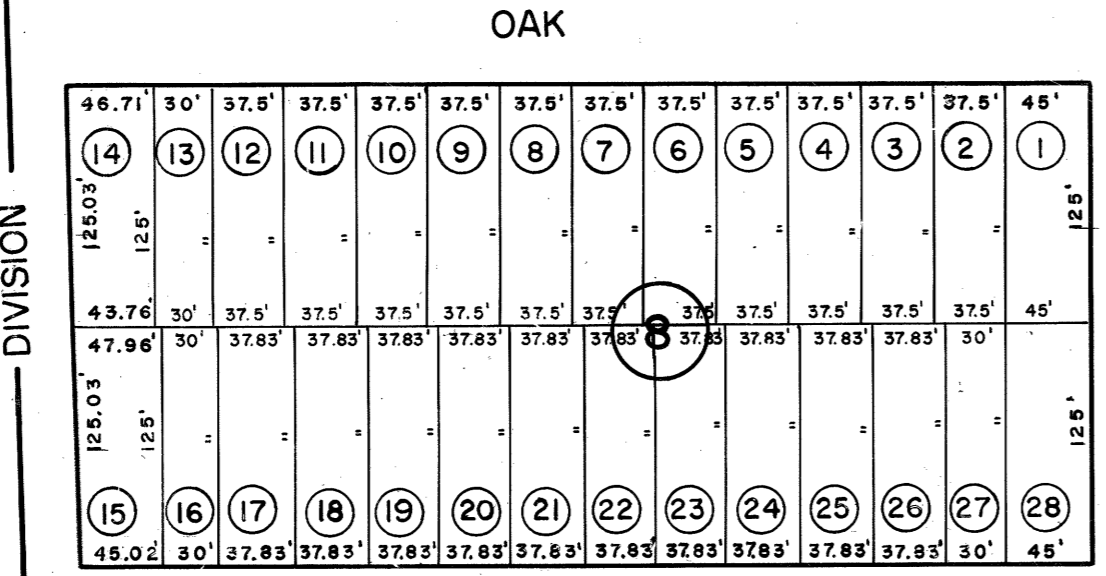 OAK
DIVISION
46.71' 30' 37.5' 37.5' 37.5' 37.5' 37.5' 37.5' 37.5' 37.5' 37.5' 37.5' 37.5' 45'
14 13 12 11 10 9 8 7 6 5 4 3 2 1
125.03' 125' " " " " " " " " " " " " 125'
43.76' 30' 37.5' 37.5' 37.5' 37.5' 37.5' 37.5' 37.5' 37.5' 37.5' 37.5' 37.5' 45'
8
47.96' 30' 37.83' 37.83' 37.83' 37.83' 37.83' 37.83' 37.83 37.83' 37.83' 37.83' 30'
125.03' 125' " " " " " " " " " " " " 125'
15 16 17 18 19 20 21 22 23 24 25 26 27 28
45.02' 30' 37.83' 37.83' 37.83' 37.83' 37.83' 37.83' 37.83' 37.83' 37.83' 37.83' 30' 45'